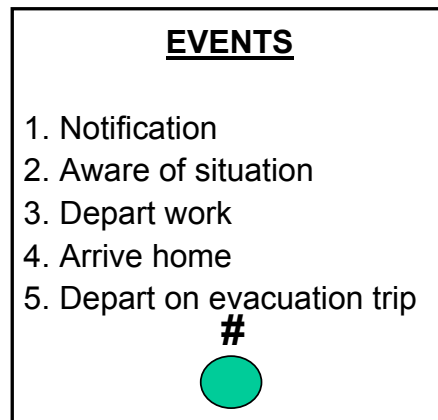 EVENTS
1. Notification
2. Aware of situation
3. Depart work
4. Arrive home
5. Depart on evacuation trip
#